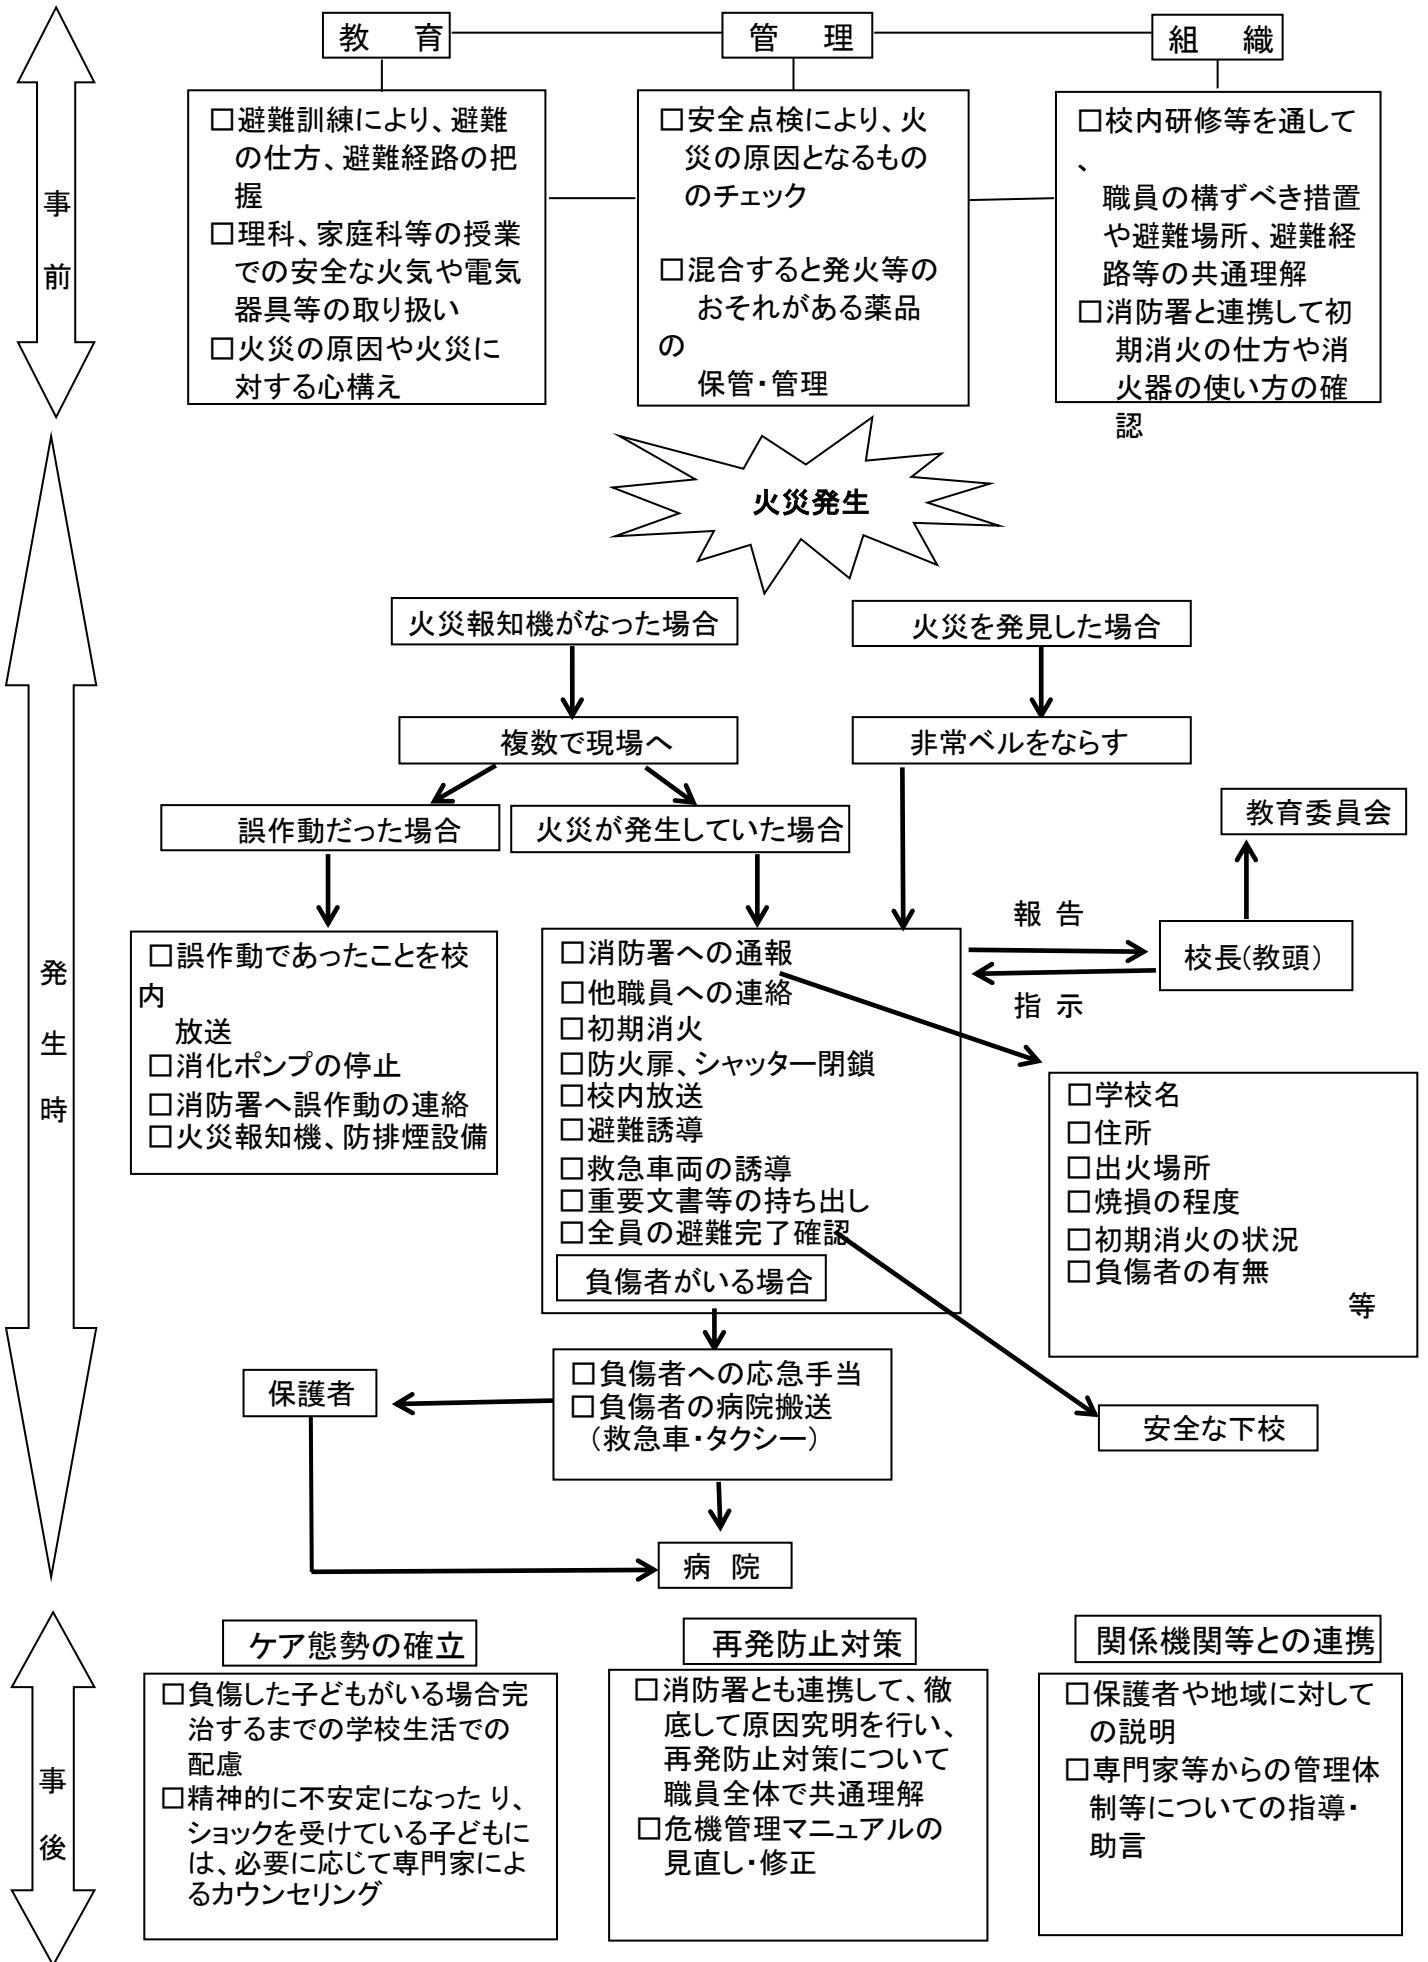 教　育
管　理
組　織
□避難訓練により、避難
の仕方、避難経路の把
握
□理科、家庭科等の授業
での安全な火気や電気
器具等の取り扱い
□火災の原因や火災に
対する心構え
□安全点検により、火
災の原因となるもの
のチェック
□混合すると発火等の
おそれがある薬品
の
保管・管理
□校内研修等を通して
、
職員の構ずべき措置
や避難場所、避難経
路等の共通理解
□消防署と連携して初
期消火の仕方や消
火器の使い方の確
認
事
前
火災発生
火災報知機がなった場合
火災を発見した場合
複数で現場へ
非常ベルをならす
誤作動だった場合
火災が発生していた場合
教育委員会
報 告
校長(教頭)
指 示
発
生
時
□誤作動であったことを校
内
放送
□消化ポンプの停止
□消防署へ誤作動の連絡
□火災報知機、防排煙設備
□消防署への通報
□他職員への連絡
□初期消火
□防火扉、シャッター閉鎖
□校内放送
□避難誘導
□救急車両の誘導
□重要文書等の持ち出し
□全員の避難完了確認
負傷者がいる場合
□学校名
□住所
□出火場所
□焼損の程度
□初期消火の状況
□負傷者の有無
等
保護者
□負傷者への応急手当
□負傷者の病院搬送
（救急車・タクシー）
安全な下校
病 院
事
後
ケア態勢の確立
□負傷した子どもがいる場合完
治するまでの学校生活での
配慮
□精神的に不安定になった り、
ショックを受けている子どもに
は、必要に応じて専門家によ
るカウンセリング
再発防止対策
□消防署とも連携して、徹
底して原因究明を行い、
再発防止対策について
職員全体で共通理解
□危機管理マニュアルの
見直し・修正
関係機関等との連携
□保護者や地域に対して
の説明
□専門家等からの管理体
制等についての指導・
助言